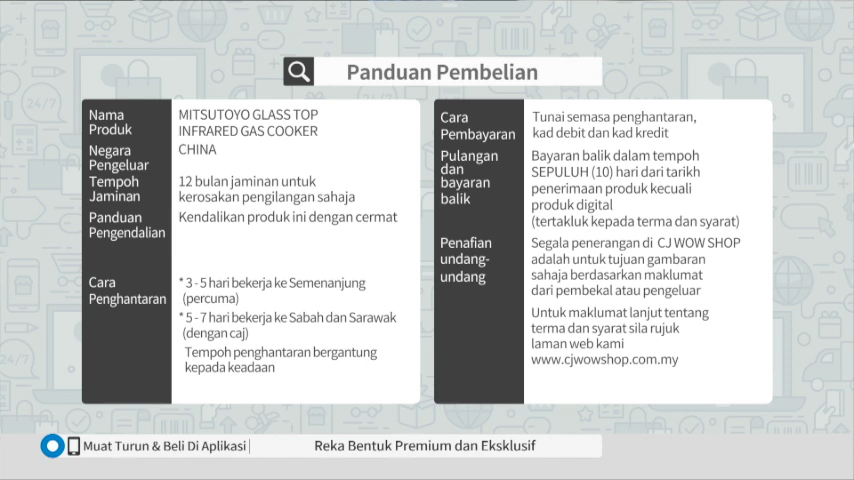 Panduan Pembelian
Nama
Produk
MITSUTOYO GLASS TOP
INFRARED GAS COOKER
Negara
Pengeluar
CHINA
Tempoh
Jaminan
12 bulan jaminan untuk
kerosakan pengilangan sahaja
Panduan
Pengendalian
Kendalikan produk ini dengan cermat
Cara
Penghantaran
* 3 - 5 hari bekerja ke Semenanjung
(percuma)
* 5 - 7 hari bekerja ke Sabah dan Sarawak
(dengan caj)
Tempoh penghantaran bergantung
kepada keadaan
Cara
Pembayaran
Tunai semasa penghantaran,
kad debit dan kad kredit
Pulangan
dan
bayaran
balik
Bayaran balik dalam tempoh
SEPULUH (10) hari dari tarikh
penerimaan produk kecuali
produk digital
(tertakluk kepada terma dan syarat)
Penafian
undang-
undang
Segala penerangan di CJ WOW SHOP
adalah untuk tujuan gambaran
sahaja berdasarkan maklumat
dari pembekal atau pengeluar
Untuk maklumat lanjut tentang
terma dan syarat sila rujuk
laman web kami
www.cjwowshop.com.my
Muat Turun & Beli Di Aplikasi
Reka Bentuk Premium dan Eksklusif
24/7
24/7